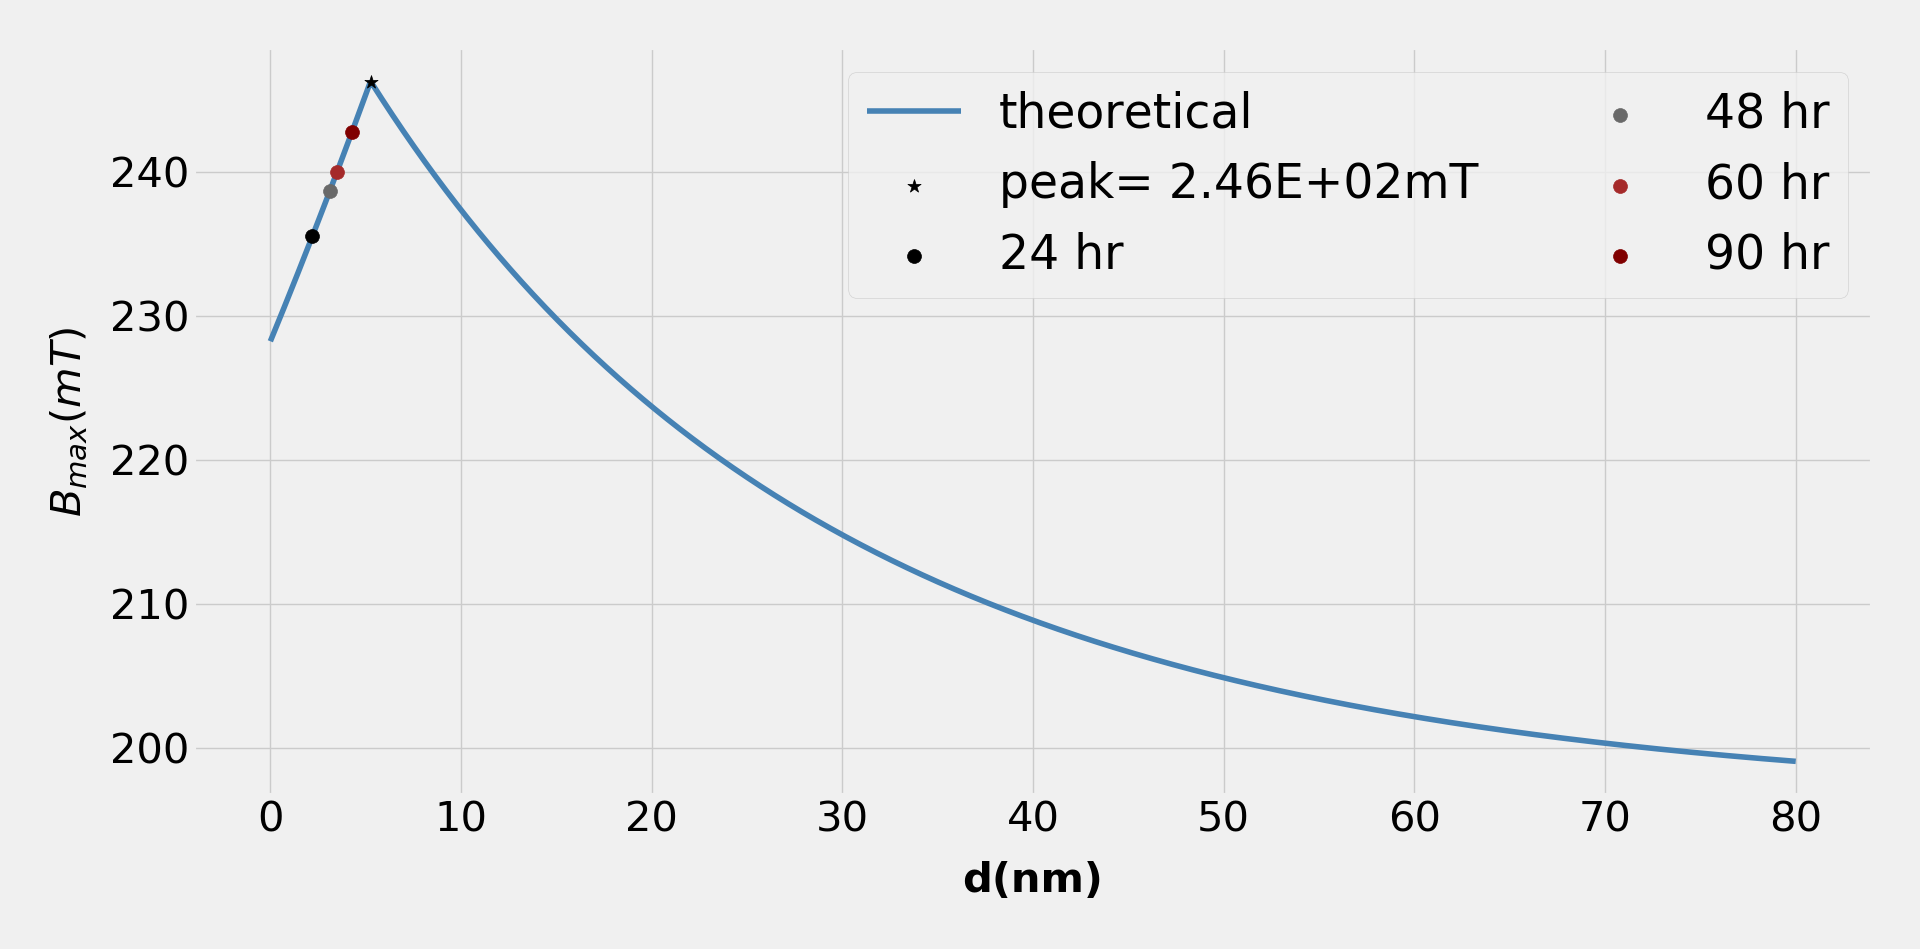 theoretical
peak= 2.46E+02mT
24 hr
48 hr
60 hr
90 hr
240
230
220
210
200
B_max(mT)
0 10 20 30 40 50 60 70 80
d(nm)